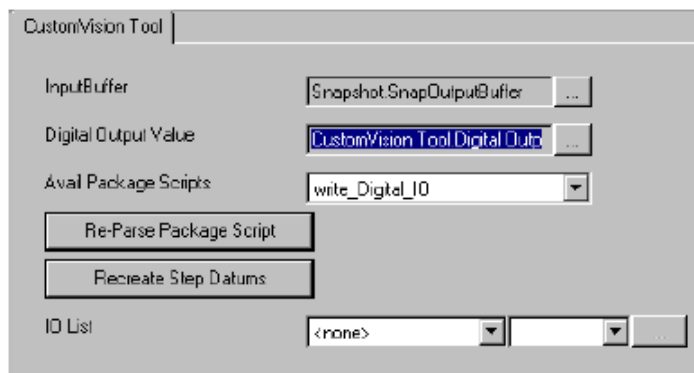 CustomVision Tool
InputBuffer Snapshot.SnapOutputBuffer ...
Digital Output Value CustomVision Tool.Digital Outp ...
Avail Package Scripts write_Digital_IO
Re-Parse Package Script
Recreate Step Datums
IO List <none> ...